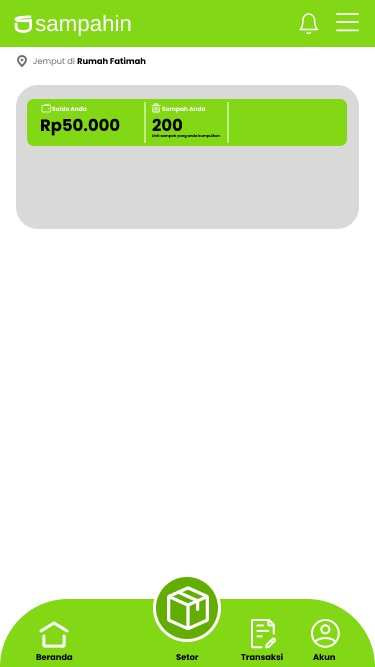 sampahin
Jemput di Rumah Fatimah
Saldo Anda
Sampah Anda
Rp50.000
200
Unit sampah yang anda kumpulkan
Beranda
Setor
Transaksi
Akun